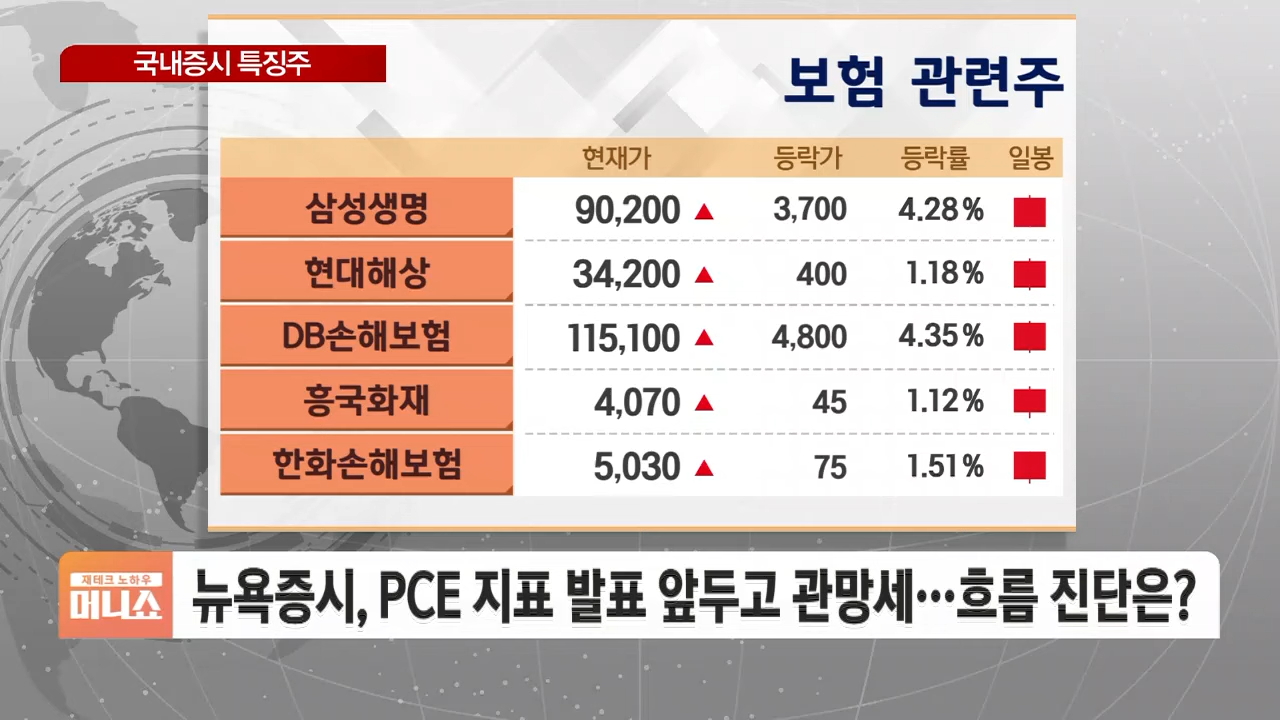 국내증시 특징주
보험 관련주
현재가 등락가 등락률 일봉
삼성생명 90,200 ▲ 3,700 4.28%
현대해상 34,200 ▲ 400 1.18%
DB손해보험 115,100 ▲ 4,800 4.35%
흥국화재 4,070 ▲ 45 1.12%
한화손해보험 5,030 ▲ 75 1.51%
재테크 노하우
머니쇼
뉴욕증시, PCE 지표 발표 앞두고 관망세…흐름 진단은?